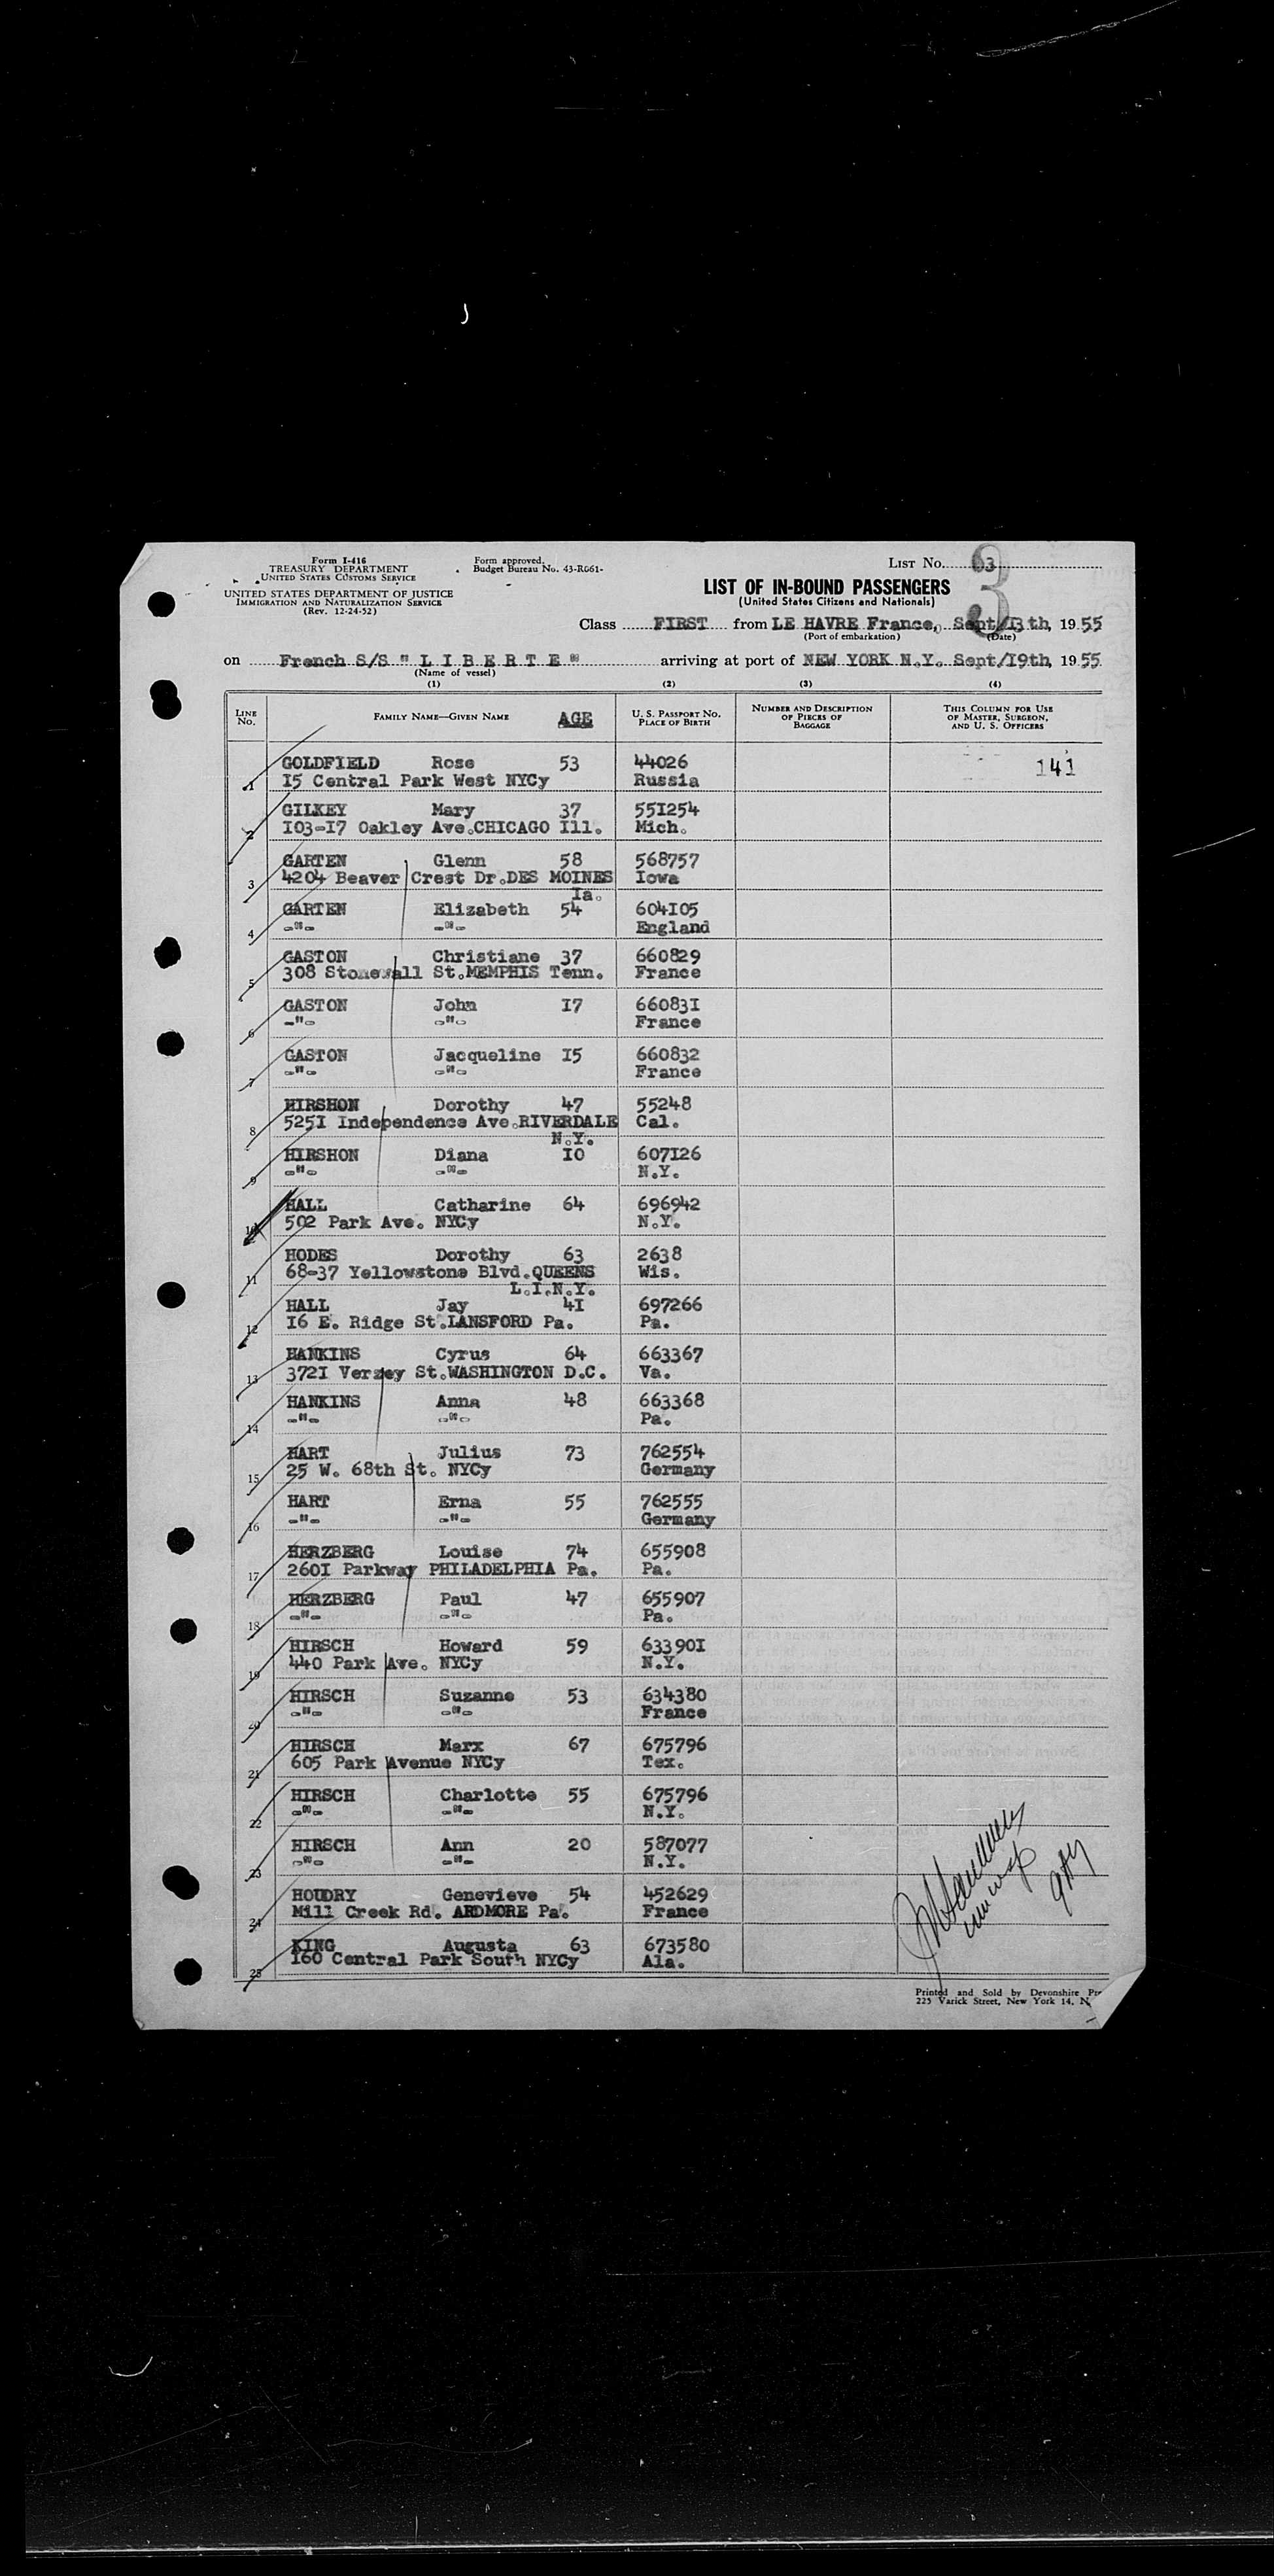 Form I-416
TREASURY DEPARTMENT
UNITED STATES CUSTOMS SERVICE
UNITED STATES DEPARTMENT OF JUSTICE
IMMIGRATION AND NATURALIZATION SERVICE
(Rev. 12-24-52)
Form approved.
Budget Bureau No. 43-R061-
LIST NO. 63
3
LIST OF IN-BOUND PASSENGERS
(United States Citizens and Nationals)
Class FIRST from LE HAVRE France, Sept/13th, 1955
(Port of embarkation) (Date)
on French S/S " L I B E R T E " arriving at port of NEW YORK N.Y. Sept/19th, 1955
(Name of vessel)
(1) (2) (3) (4)
LINE No. FAMILY NAME—GIVEN NAME AGE U. S. PASSPORT NO. PLACE OF BIRTH NUMBER AND DESCRIPTION OF PIECES OF BAGGAGE THIS COLUMN FOR USE OF MASTER, SURGEON, AND U. S. OFFICERS
1 GOLDFIELD Rose 53 44026 141
15 Central Park West NYCy Russia
2 GILKEY Mary 37 551254
103-17 Oakley Ave.CHICAGO Ill. Mich.
3 GARTEN Glenn 58 568757
4204 Beaver Crest Dr.DES MOINES Iowa
Ia.
4 GARTEN Elizabeth 54 604105
-"- -"- England
5 GASTON Christiane 37 660829
308 Stonewall St.MEMPHIS Tenn. France
6 GASTON John 17 660831
-"- -"- France
7 GASTON Jacqueline 15 660832
-"- -"- France
8 HIRSHON Dorothy 47 55248
5251 Independence Ave.RIVERDALE Cal.
N.Y.
9 HIRSHON Diana 10 607126
-"- -"- N.Y.
10 HALL Catharine 64 696942
502 Park Ave. NYCy N.Y.
11 HODES Dorothy 63 2638
68-37 Yellowstone Blvd.QUEENS Wis.
L.I.N.Y.
12 HALL Jay 41 697266
16 E. Ridge St.LANSFORD Pa. Pa.
13 HANKINS Cyrus 64 663367
3721 Verzey St.WASHINGTON D.C. Va.
14 HANKINS Anna 48 663368
-"- -"- Pa.
15 HART Julius 73 762554
25 W. 68th St. NYCy Germany
16 HART Erna 55 762555
-"- -"- Germany
17 HERZBERG Louise 74 655908
2601 Parkway PHILADELPHIA Pa. Pa.
18 HERZBERG Paul 47 655907
-"- -"- Pa.
19 HIRSCH Howard 59 633901
440 Park Ave. NYCy N.Y.
20 HIRSCH Suzanne 53 634380
-"- -"- France
21 HIRSCH Marx 67 675796
605 Park Avenue NYCy Tex.
22 HIRSCH Charlotte 55 675796
-"- -"- N.Y.
23 HIRSCH Ann 20 587077
-"- -"- N.Y.
24 HOUDRY Genevieve 54 452629
Mill Creek Rd. ARDMORE Pa. France
25 KING Augusta 63 673580
160 Central Park South NYCy Ala.
Printed and Sold by Devonshire
225 Varick Street, New York 14, N